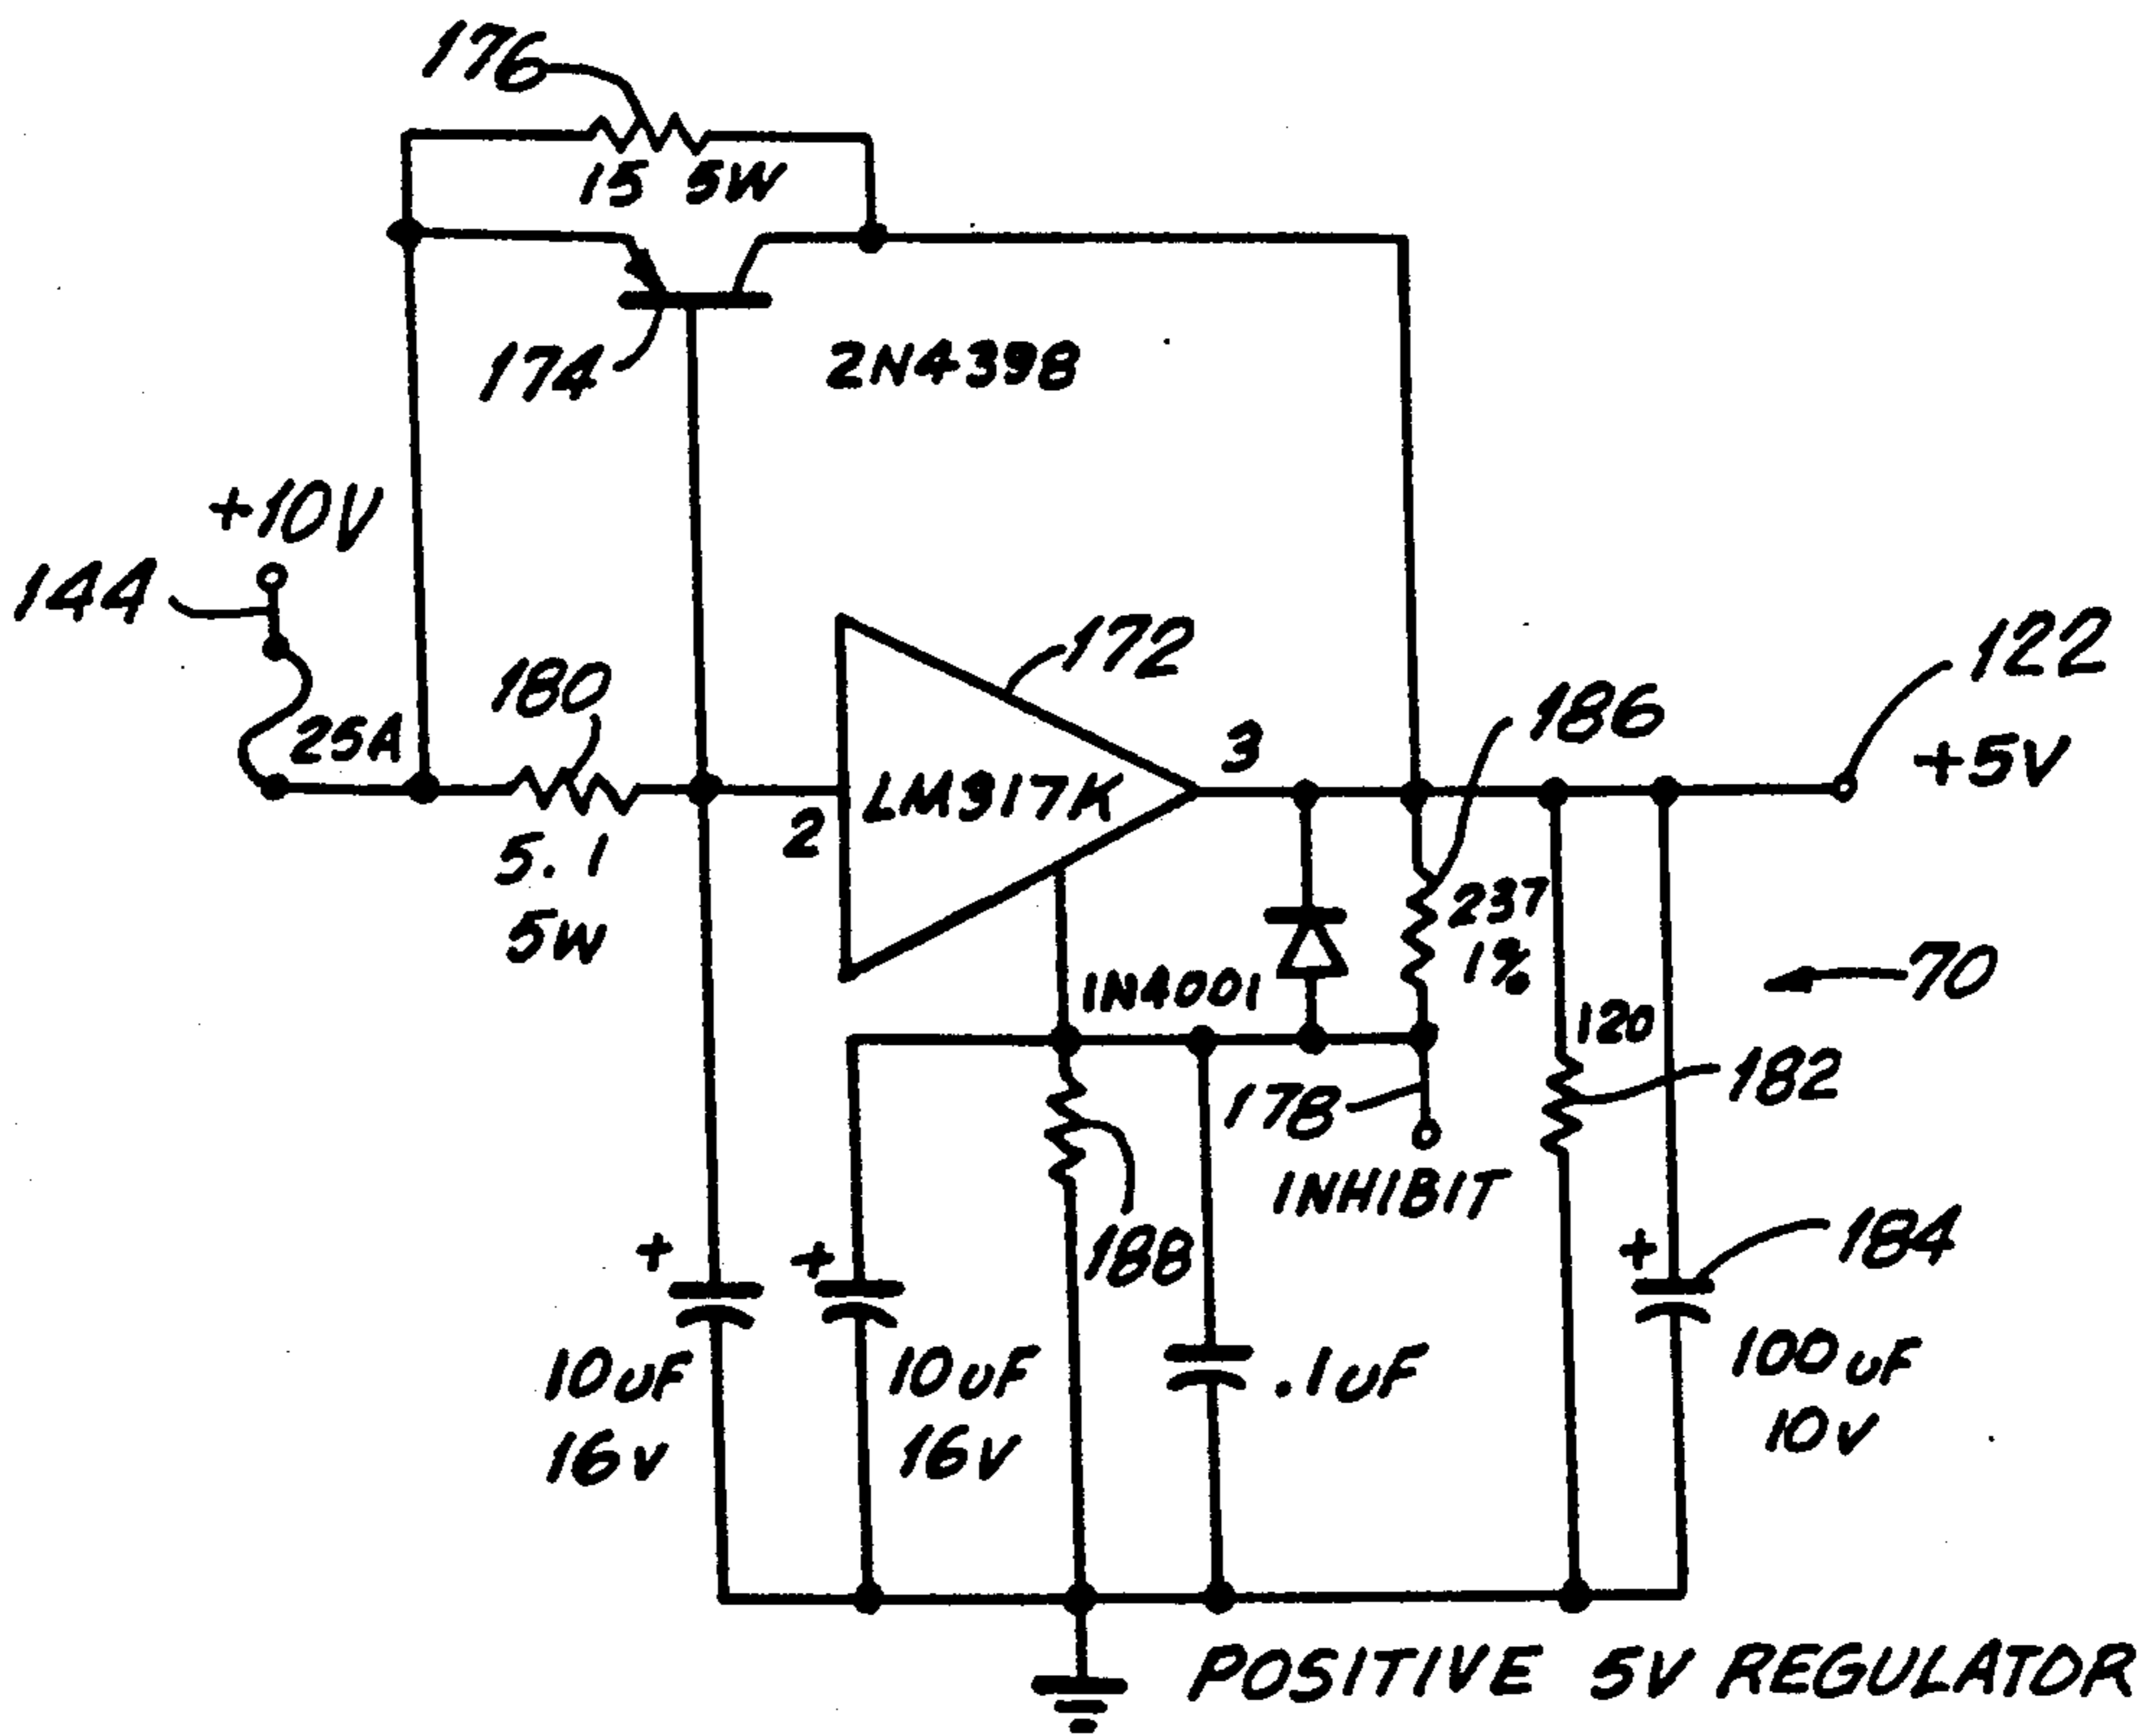 176
15 5W
174
2N4398
+10V
144
172
122
180
186
25A
3
+5V
LM317K
2
5.1
5W
237
1%
70
1N4001
120
178
182
INHIBIT
188
184
+
+
+
10uF
16V
10uF
16V
.1uF
100uF
10V
POSITIVE 5V REGULATOR